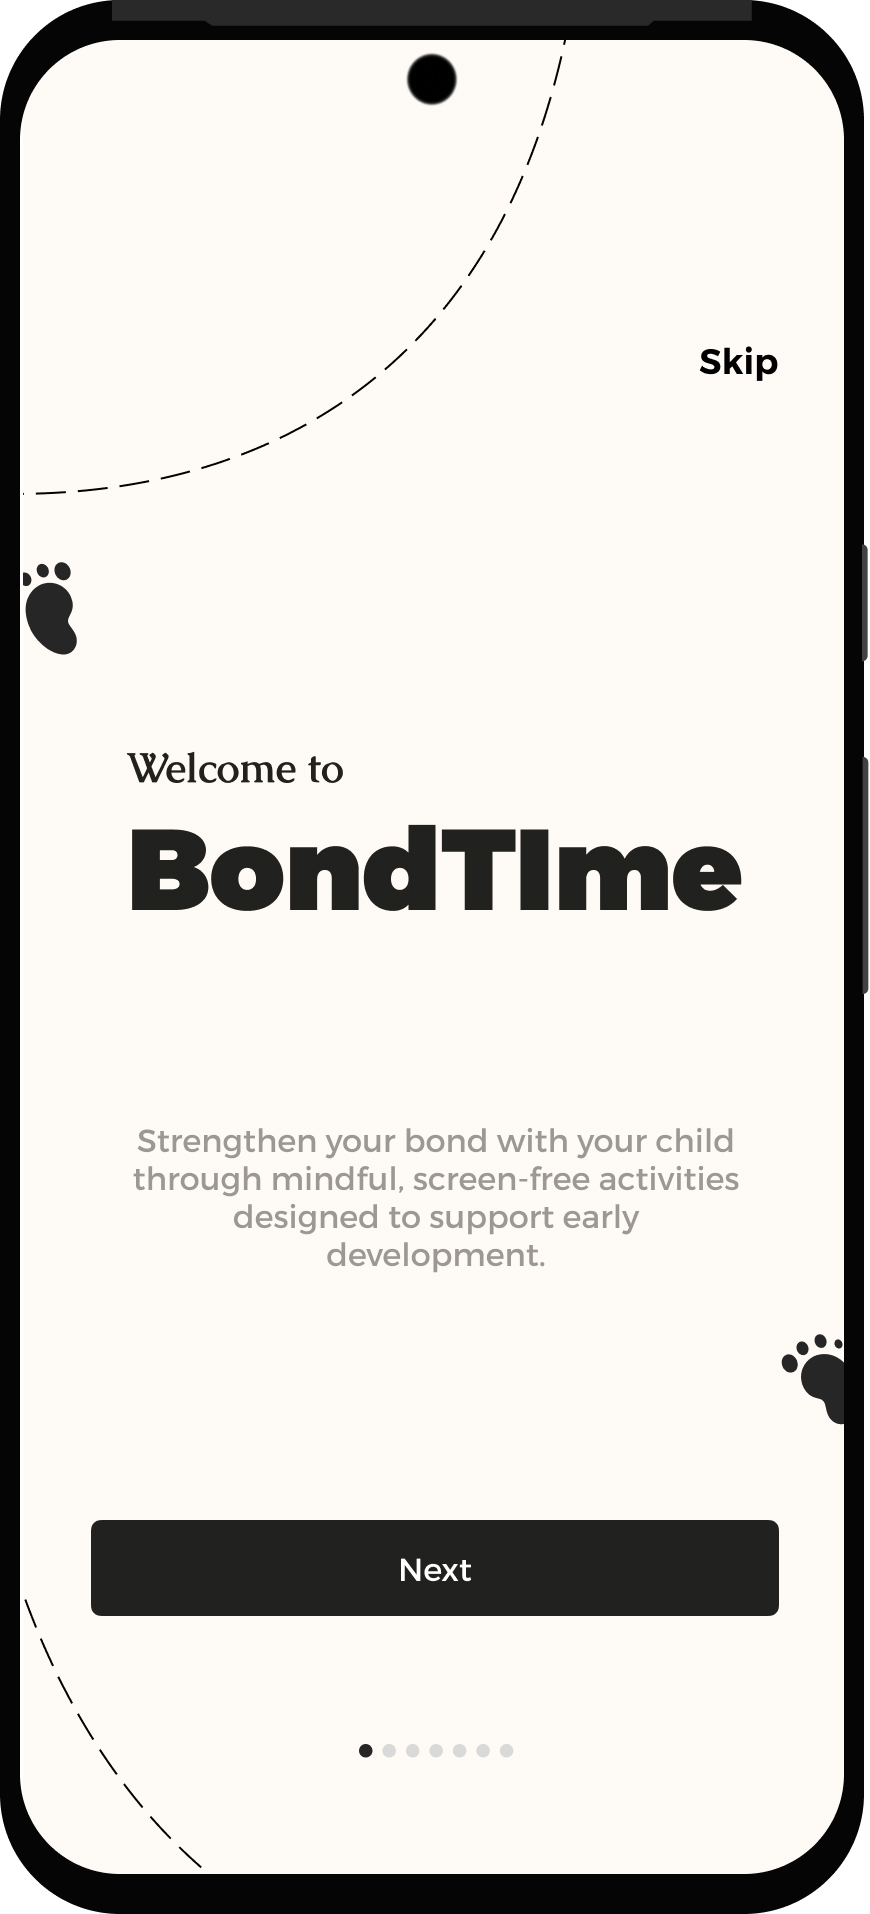 Skip
Welcome to
BondTIme
Strengthen your bond with your child
through mindful, screen-free activities
designed to support early
development.
Next